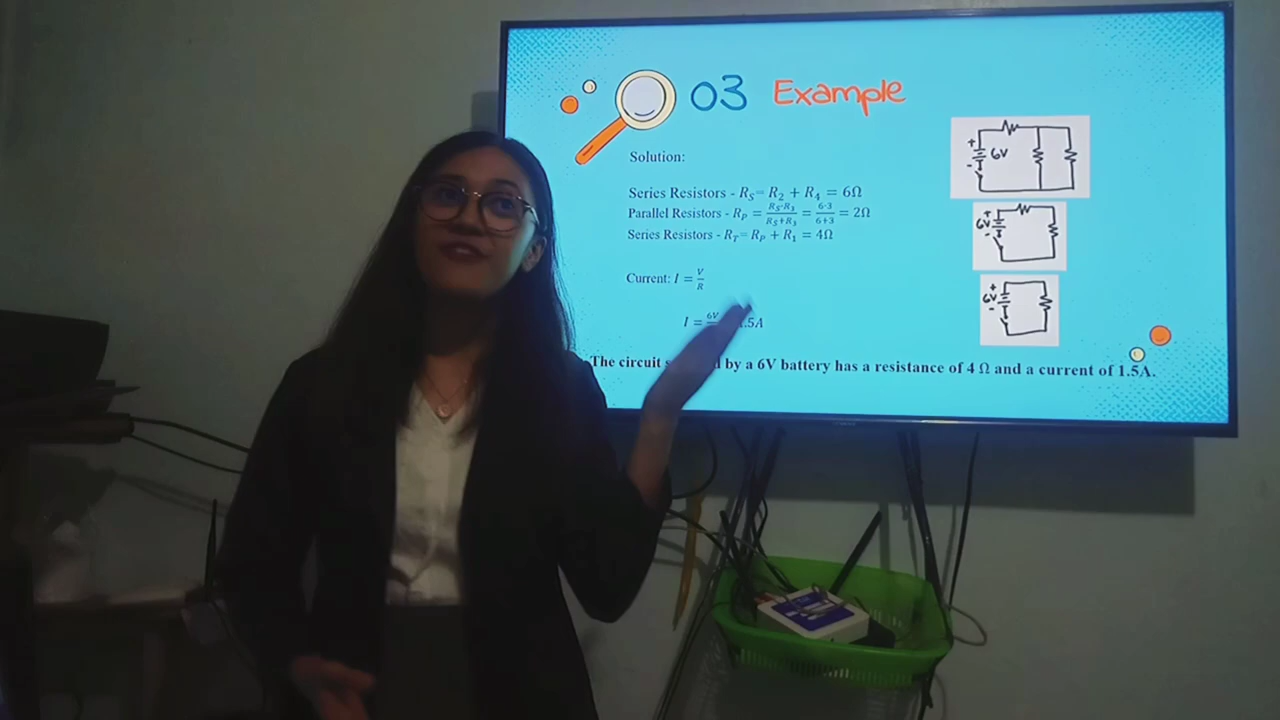 03 Example
Solution:
Series Resistors - R_S= R_2 + R_4 = 6Ω
Parallel Resistors - R_P = R_S·R_3/R_S+R_3 = 6·3/6+3 = 2Ω
Series Resistors - R_T= R_P + R_1 = 4Ω
Current: I = V/R
I = 6V .5A
The circuit by a 6V battery has a resistance of 4 Ω and a current of 1.5A.
+
6V
-
+
6V
-
+
6V
-